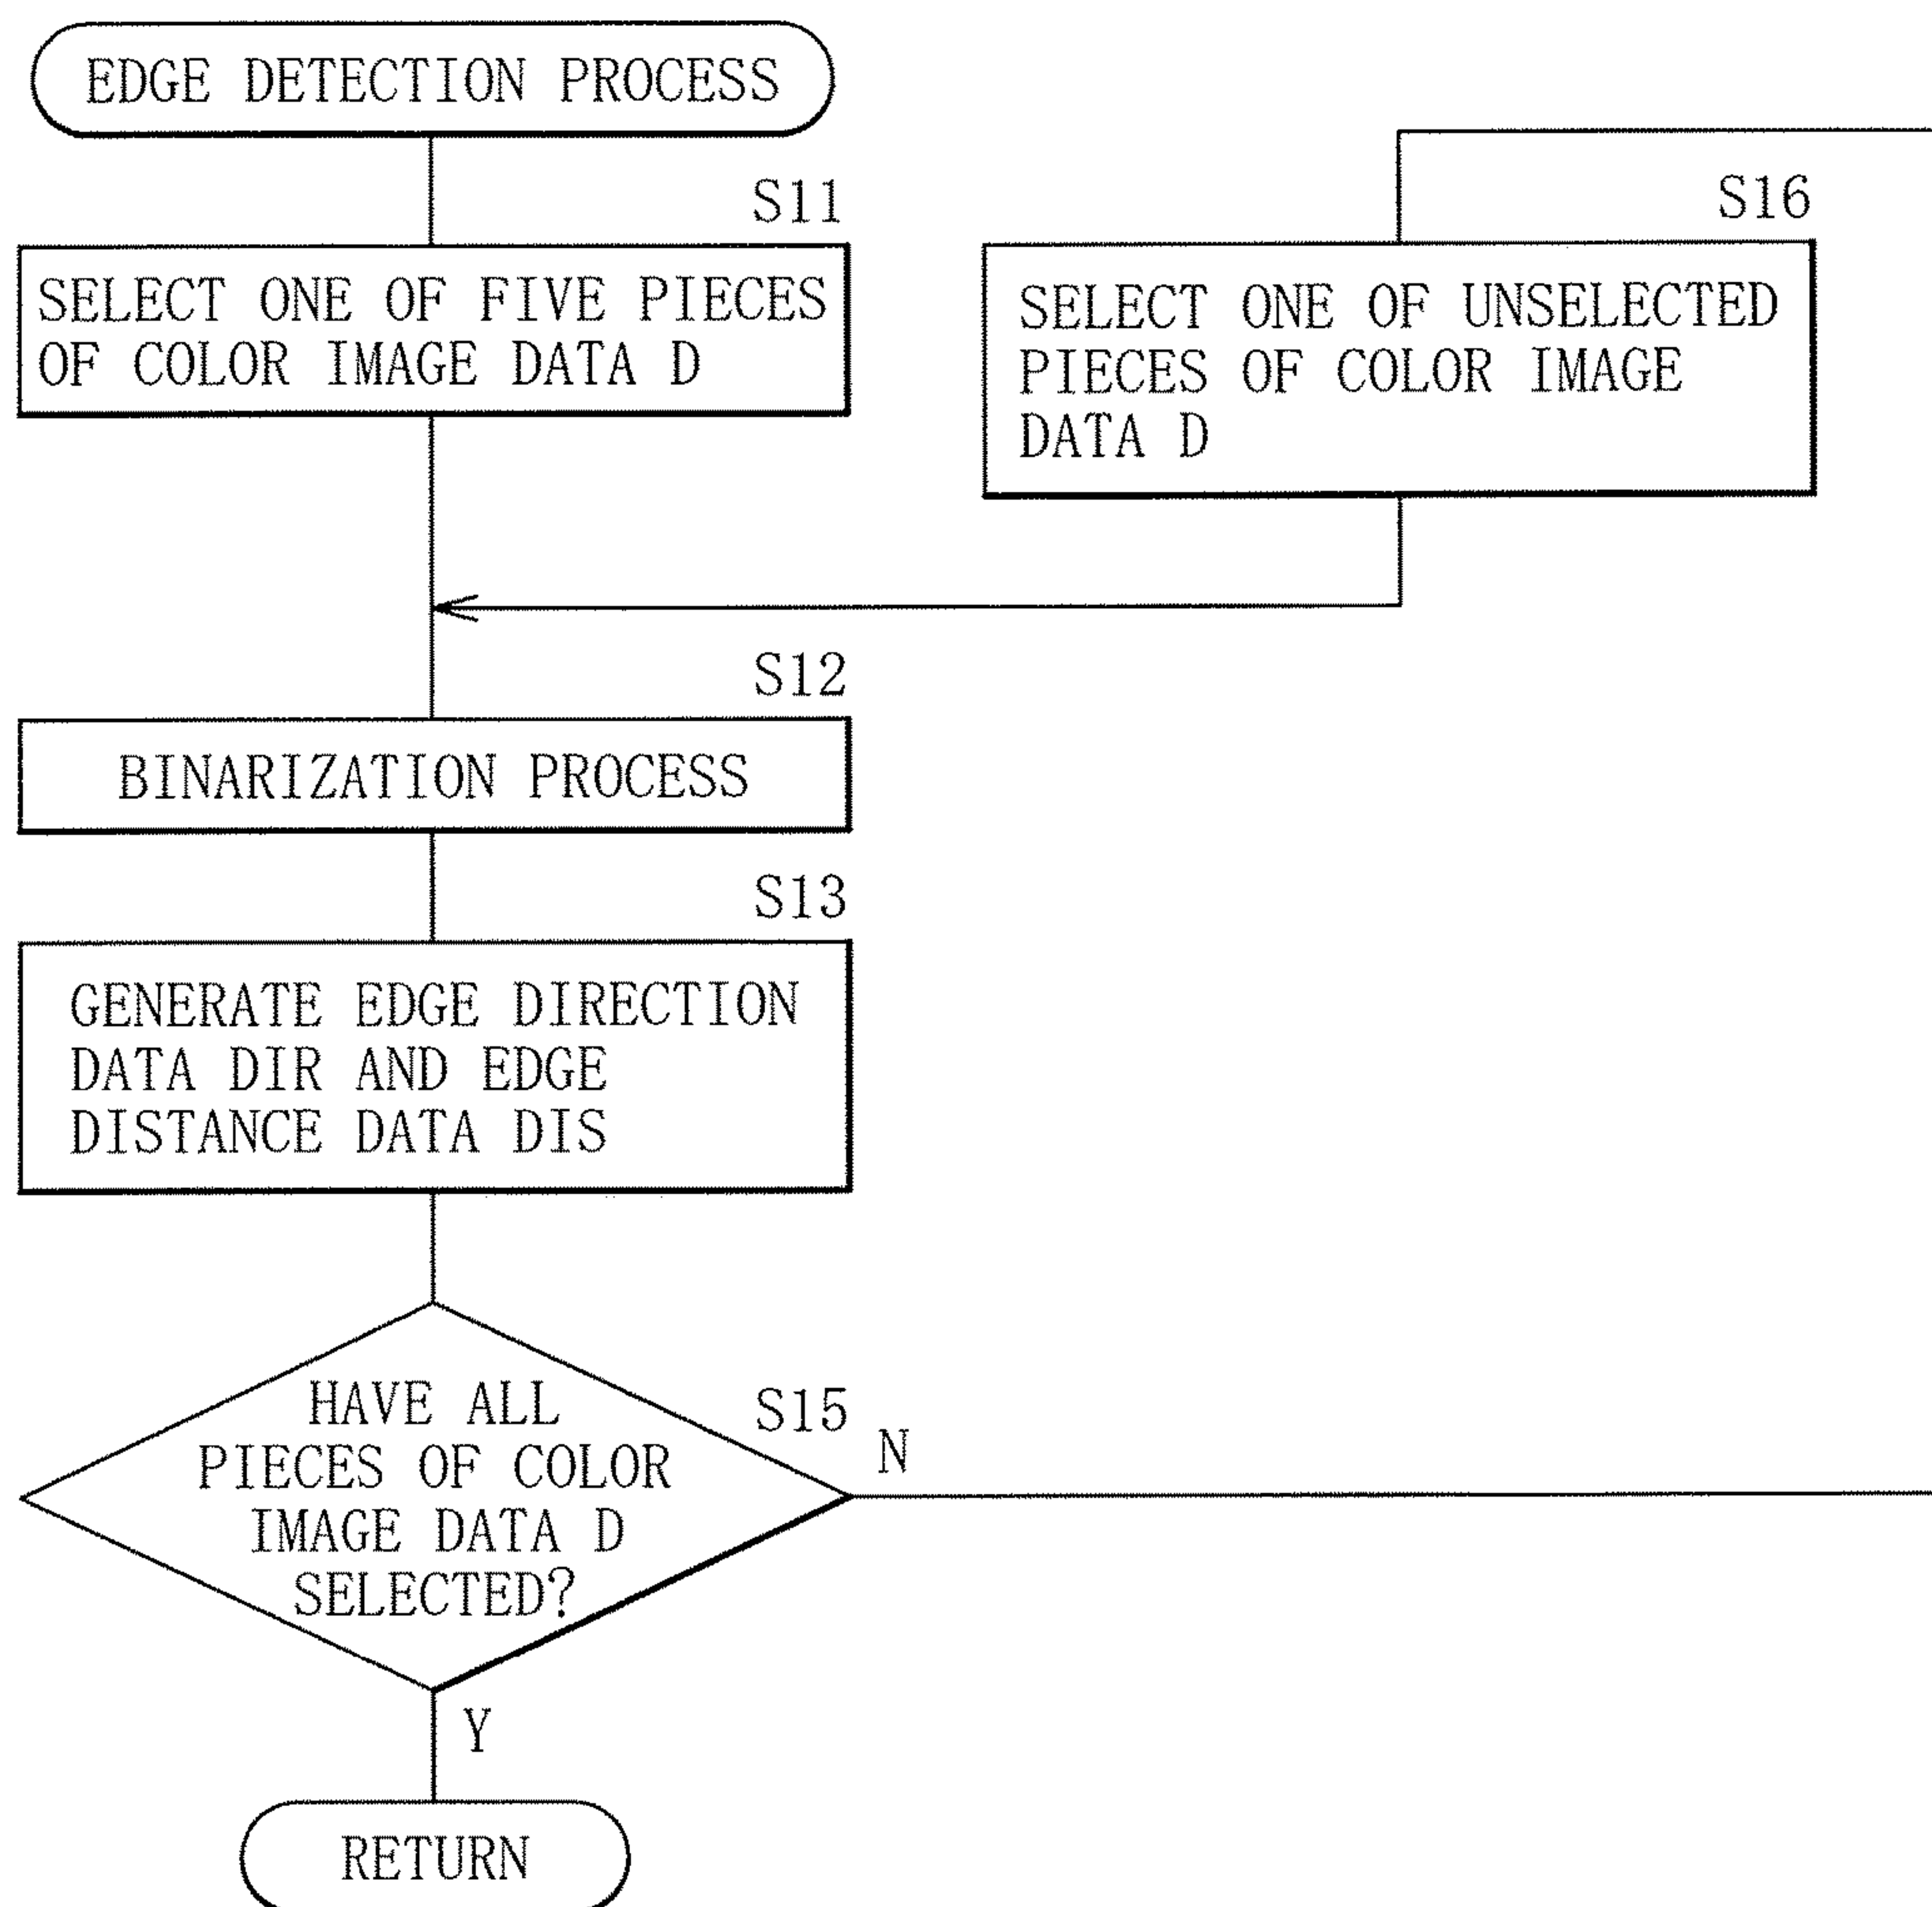 EDGE DETECTION PROCESS
S11
SELECT ONE OF FIVE PIECES
OF COLOR IMAGE DATA D
S16
SELECT ONE OF UNSELECTED
PIECES OF COLOR IMAGE
DATA D
S12
BINARIZATION PROCESS
S13
GENERATE EDGE DIRECTION
DATA DIR AND EDGE
DISTANCE DATA DIS
S15
HAVE ALL
PIECES OF COLOR
IMAGE DATA D
SELECTED?
N
Y
RETURN